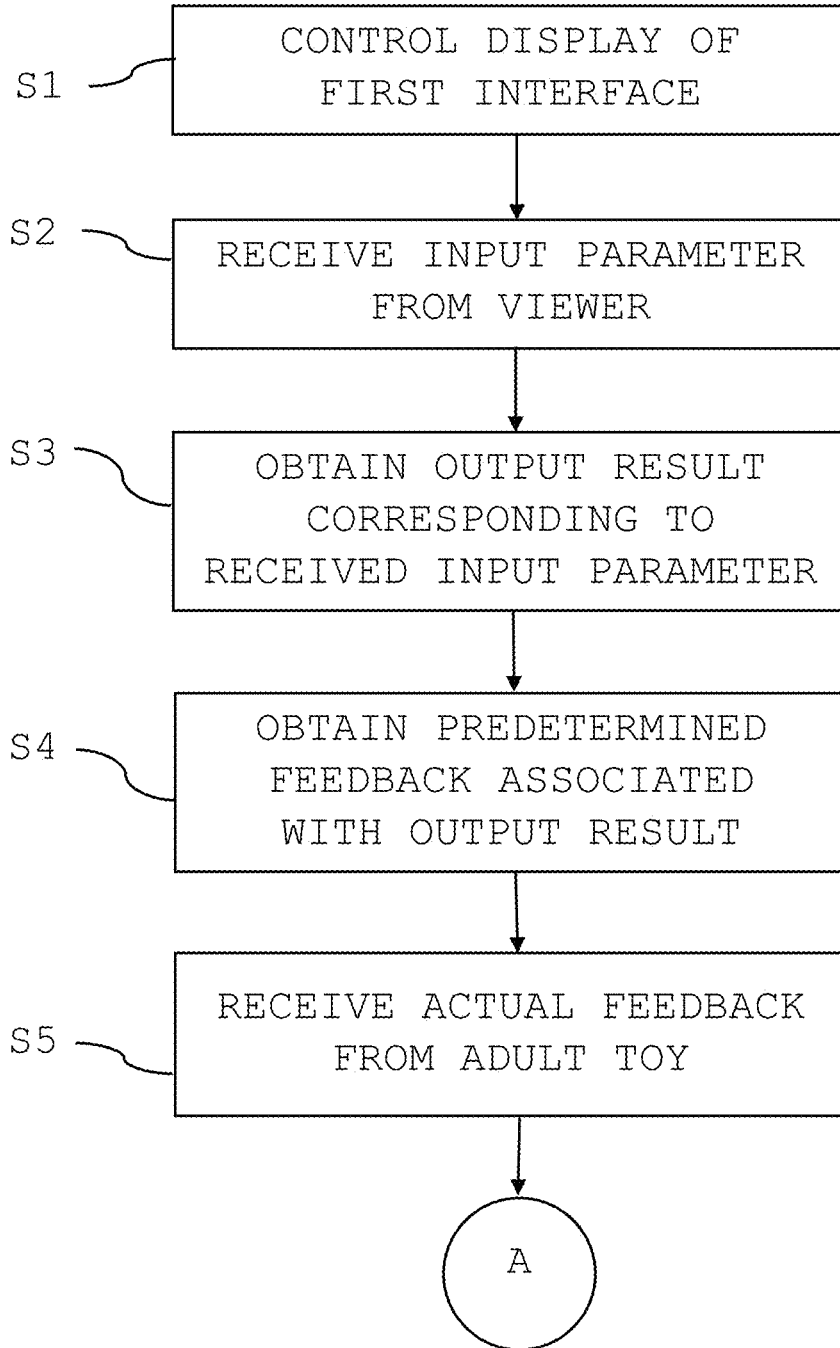 S1
CONTROL DISPLAY OF
FIRST INTERFACE
S2
RECEIVE INPUT PARAMETER
FROM VIEWER
S3
OBTAIN OUTPUT RESULT
CORRESPONDING TO
RECEIVED INPUT PARAMETER
S4
OBTAIN PREDETERMINED
FEEDBACK ASSOCIATED
WITH OUTPUT RESULT
S5
RECEIVE ACTUAL FEEDBACK
FROM ADULT TOY
A